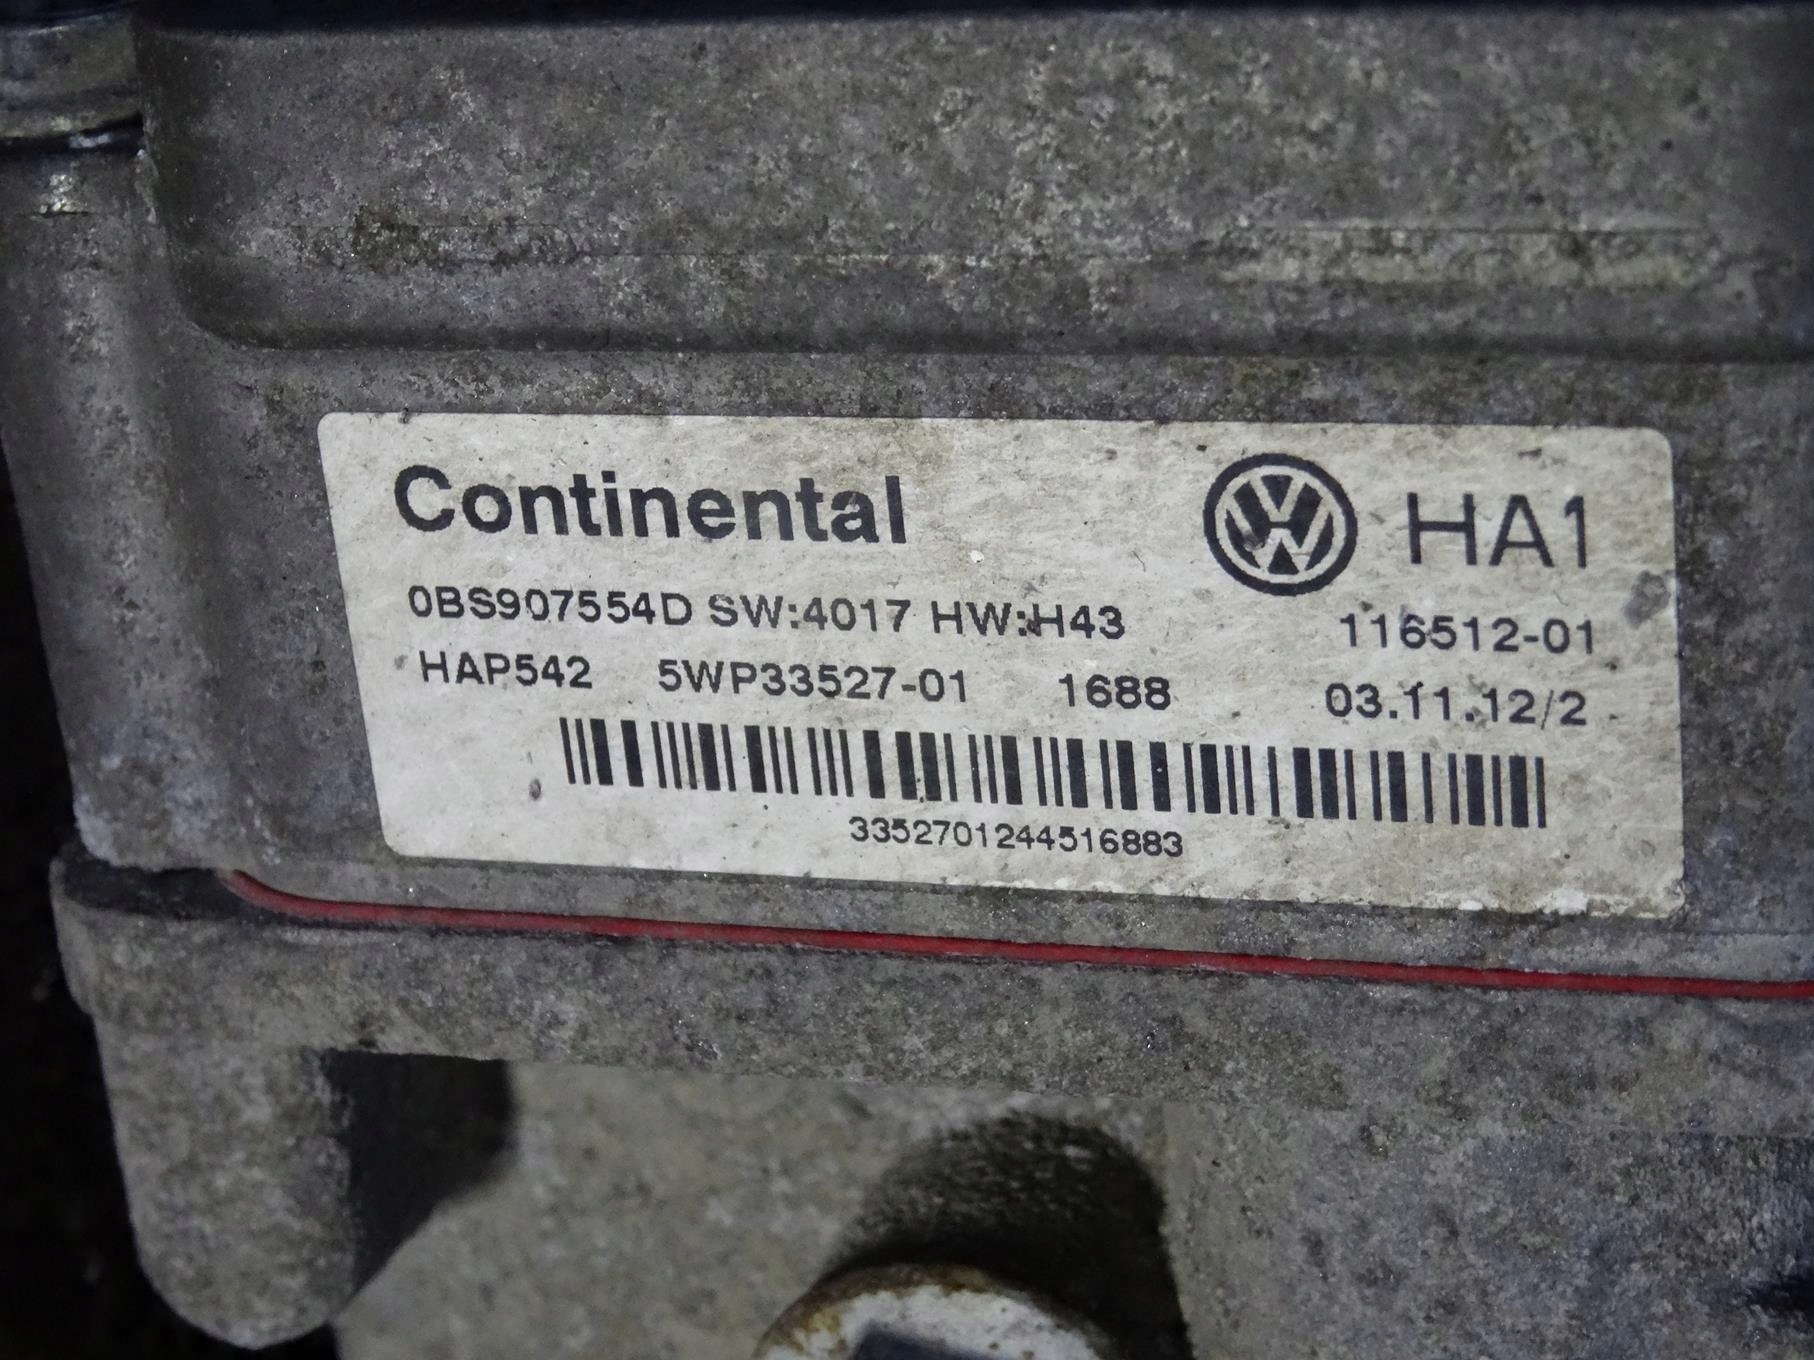 Continental HA1
0BS907554D SW:4017 HW:H43 116512-01
HAP542 5WP33527-01 1688 03.11.12/2
3352701244516883